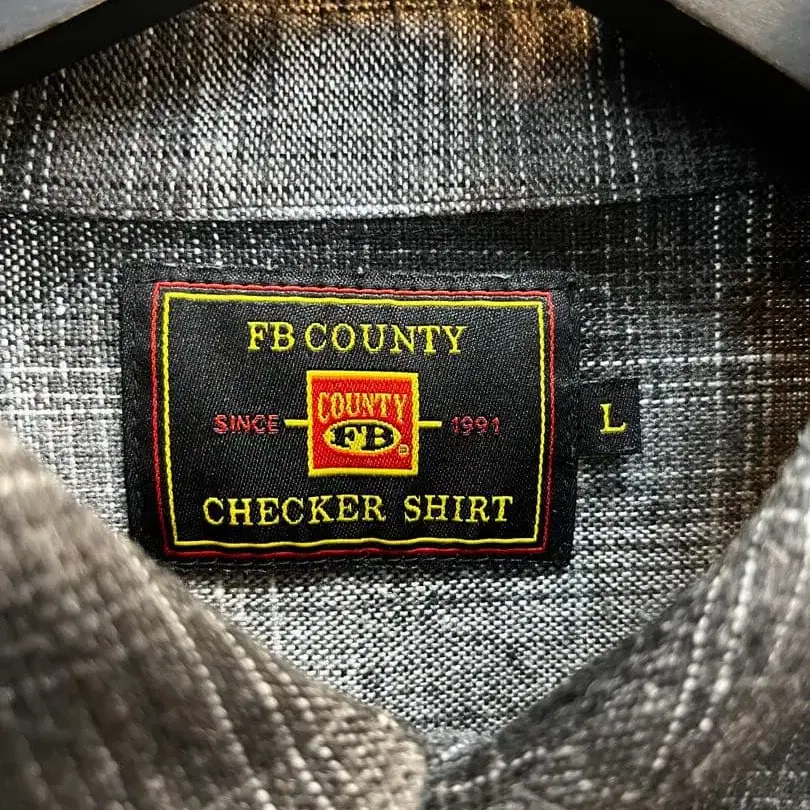 FB COUNTY
SINCE 1991
COUNTY
FB
CHECKER SHIRT
L